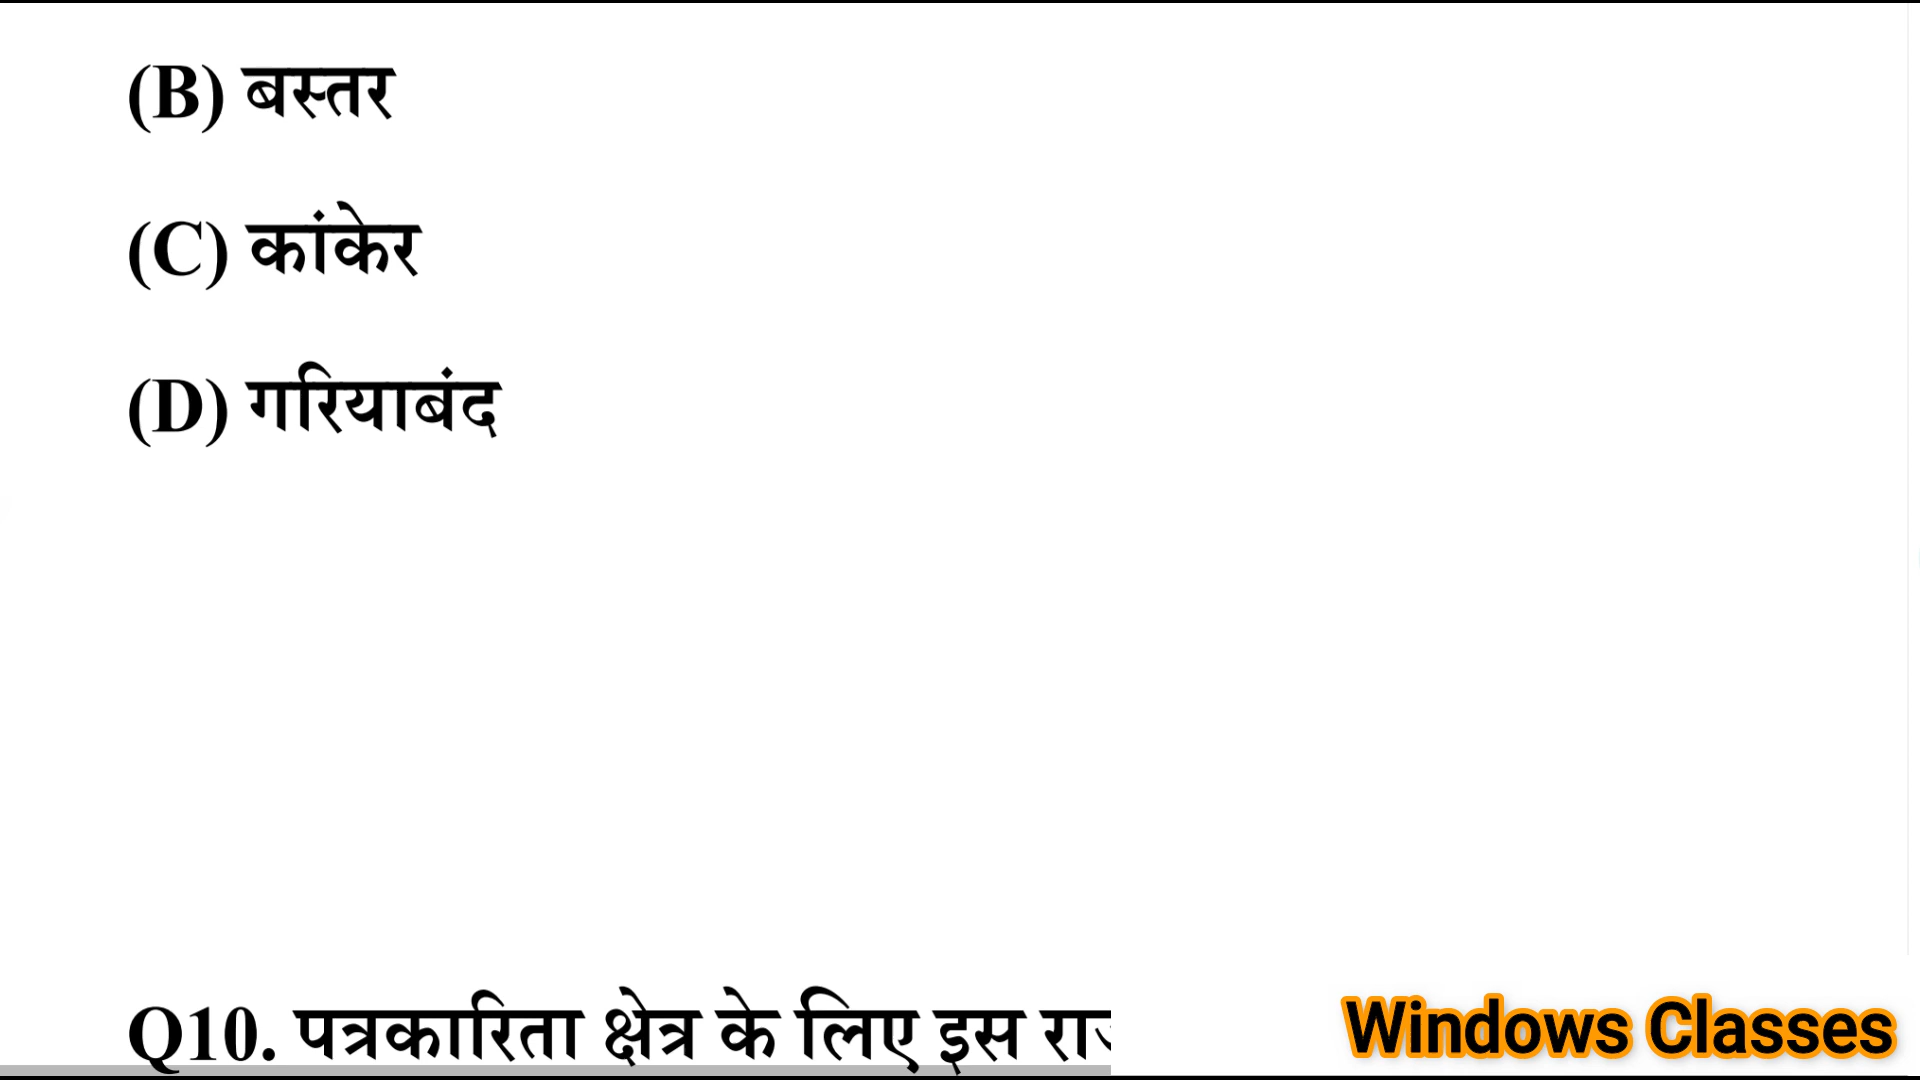 (B) बस्तर
(C) कांकेर
(D) गरियाबंद
Q10. पत्रकारिता क्षेत्र के लिए इस
Windows Classes